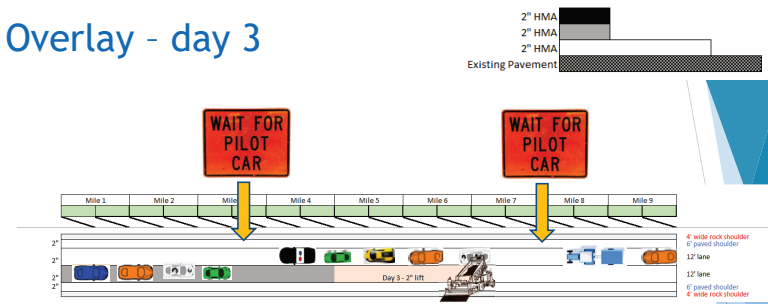 Overlay – day 3
2" HMA
2" HMA
2" HMA
Existing Pavement
WAIT FOR
PILOT
CAR
WAIT FOR
PILOT
CAR
Mile 1 Mile 2 Mile Mile 4 Mile 5 Mile 6 Mile 7 Mile 8 Mile 9
4' wide rock shoulder
6' paved shoulder
2"
2"
12' lane
2"
Day 3 - 2" lift
12' lane
2"
6' paved shoulder
4' wide rock shoulder